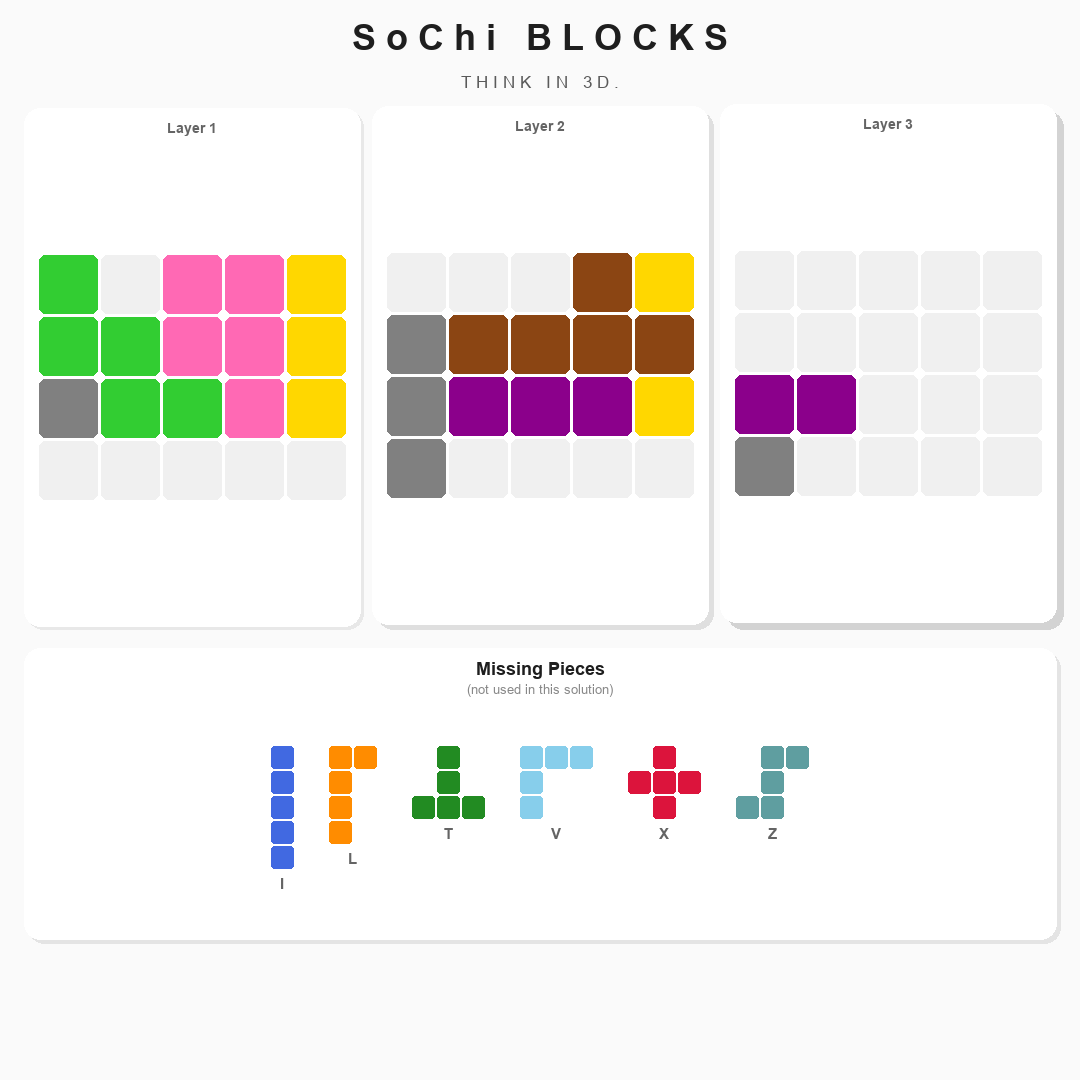 SoChi BLOCKS
THINK IN 3D.
Layer 1
Layer 2
Layer 3
Missing Pieces
(not used in this solution)
I
L
T
V
X
Z